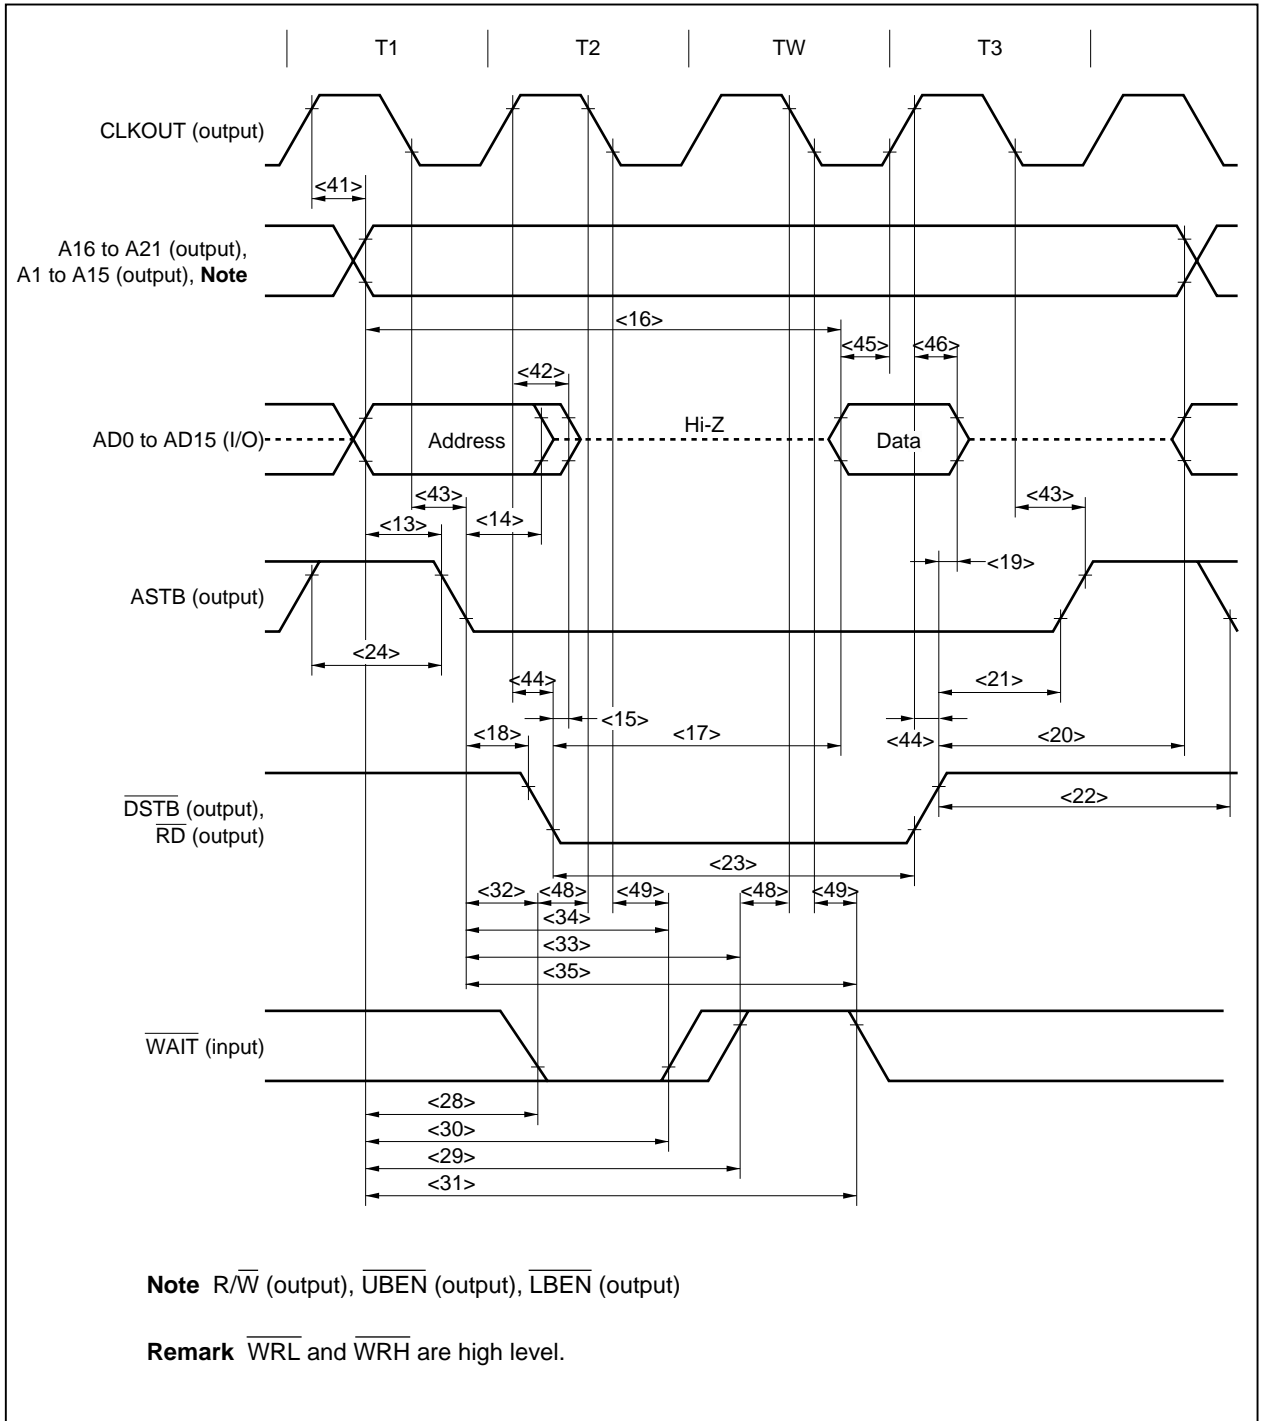 T1 T2 TW T3
CLKOUT (output)
<41>
A16 to A21 (output),
A1 to A15 (output), Note
<16>
<45> <46>
<42>
AD0 to AD15 (I/O) Address Hi-Z Data
<43> <43>
<13> <14>
<19>
ASTB (output)
<24>
<44> <21>
<15>
<18> <17> <44> <20>
DSTB (output),
RD (output)
<22>
<23>
<32> <48> <49> <48> <49>
<34>
<33>
<35>
WAIT (input)
<28>
<30>
<29>
<31>
Note R/W (output), UBEN (output), LBEN (output)
Remark WRL and WRH are high level.